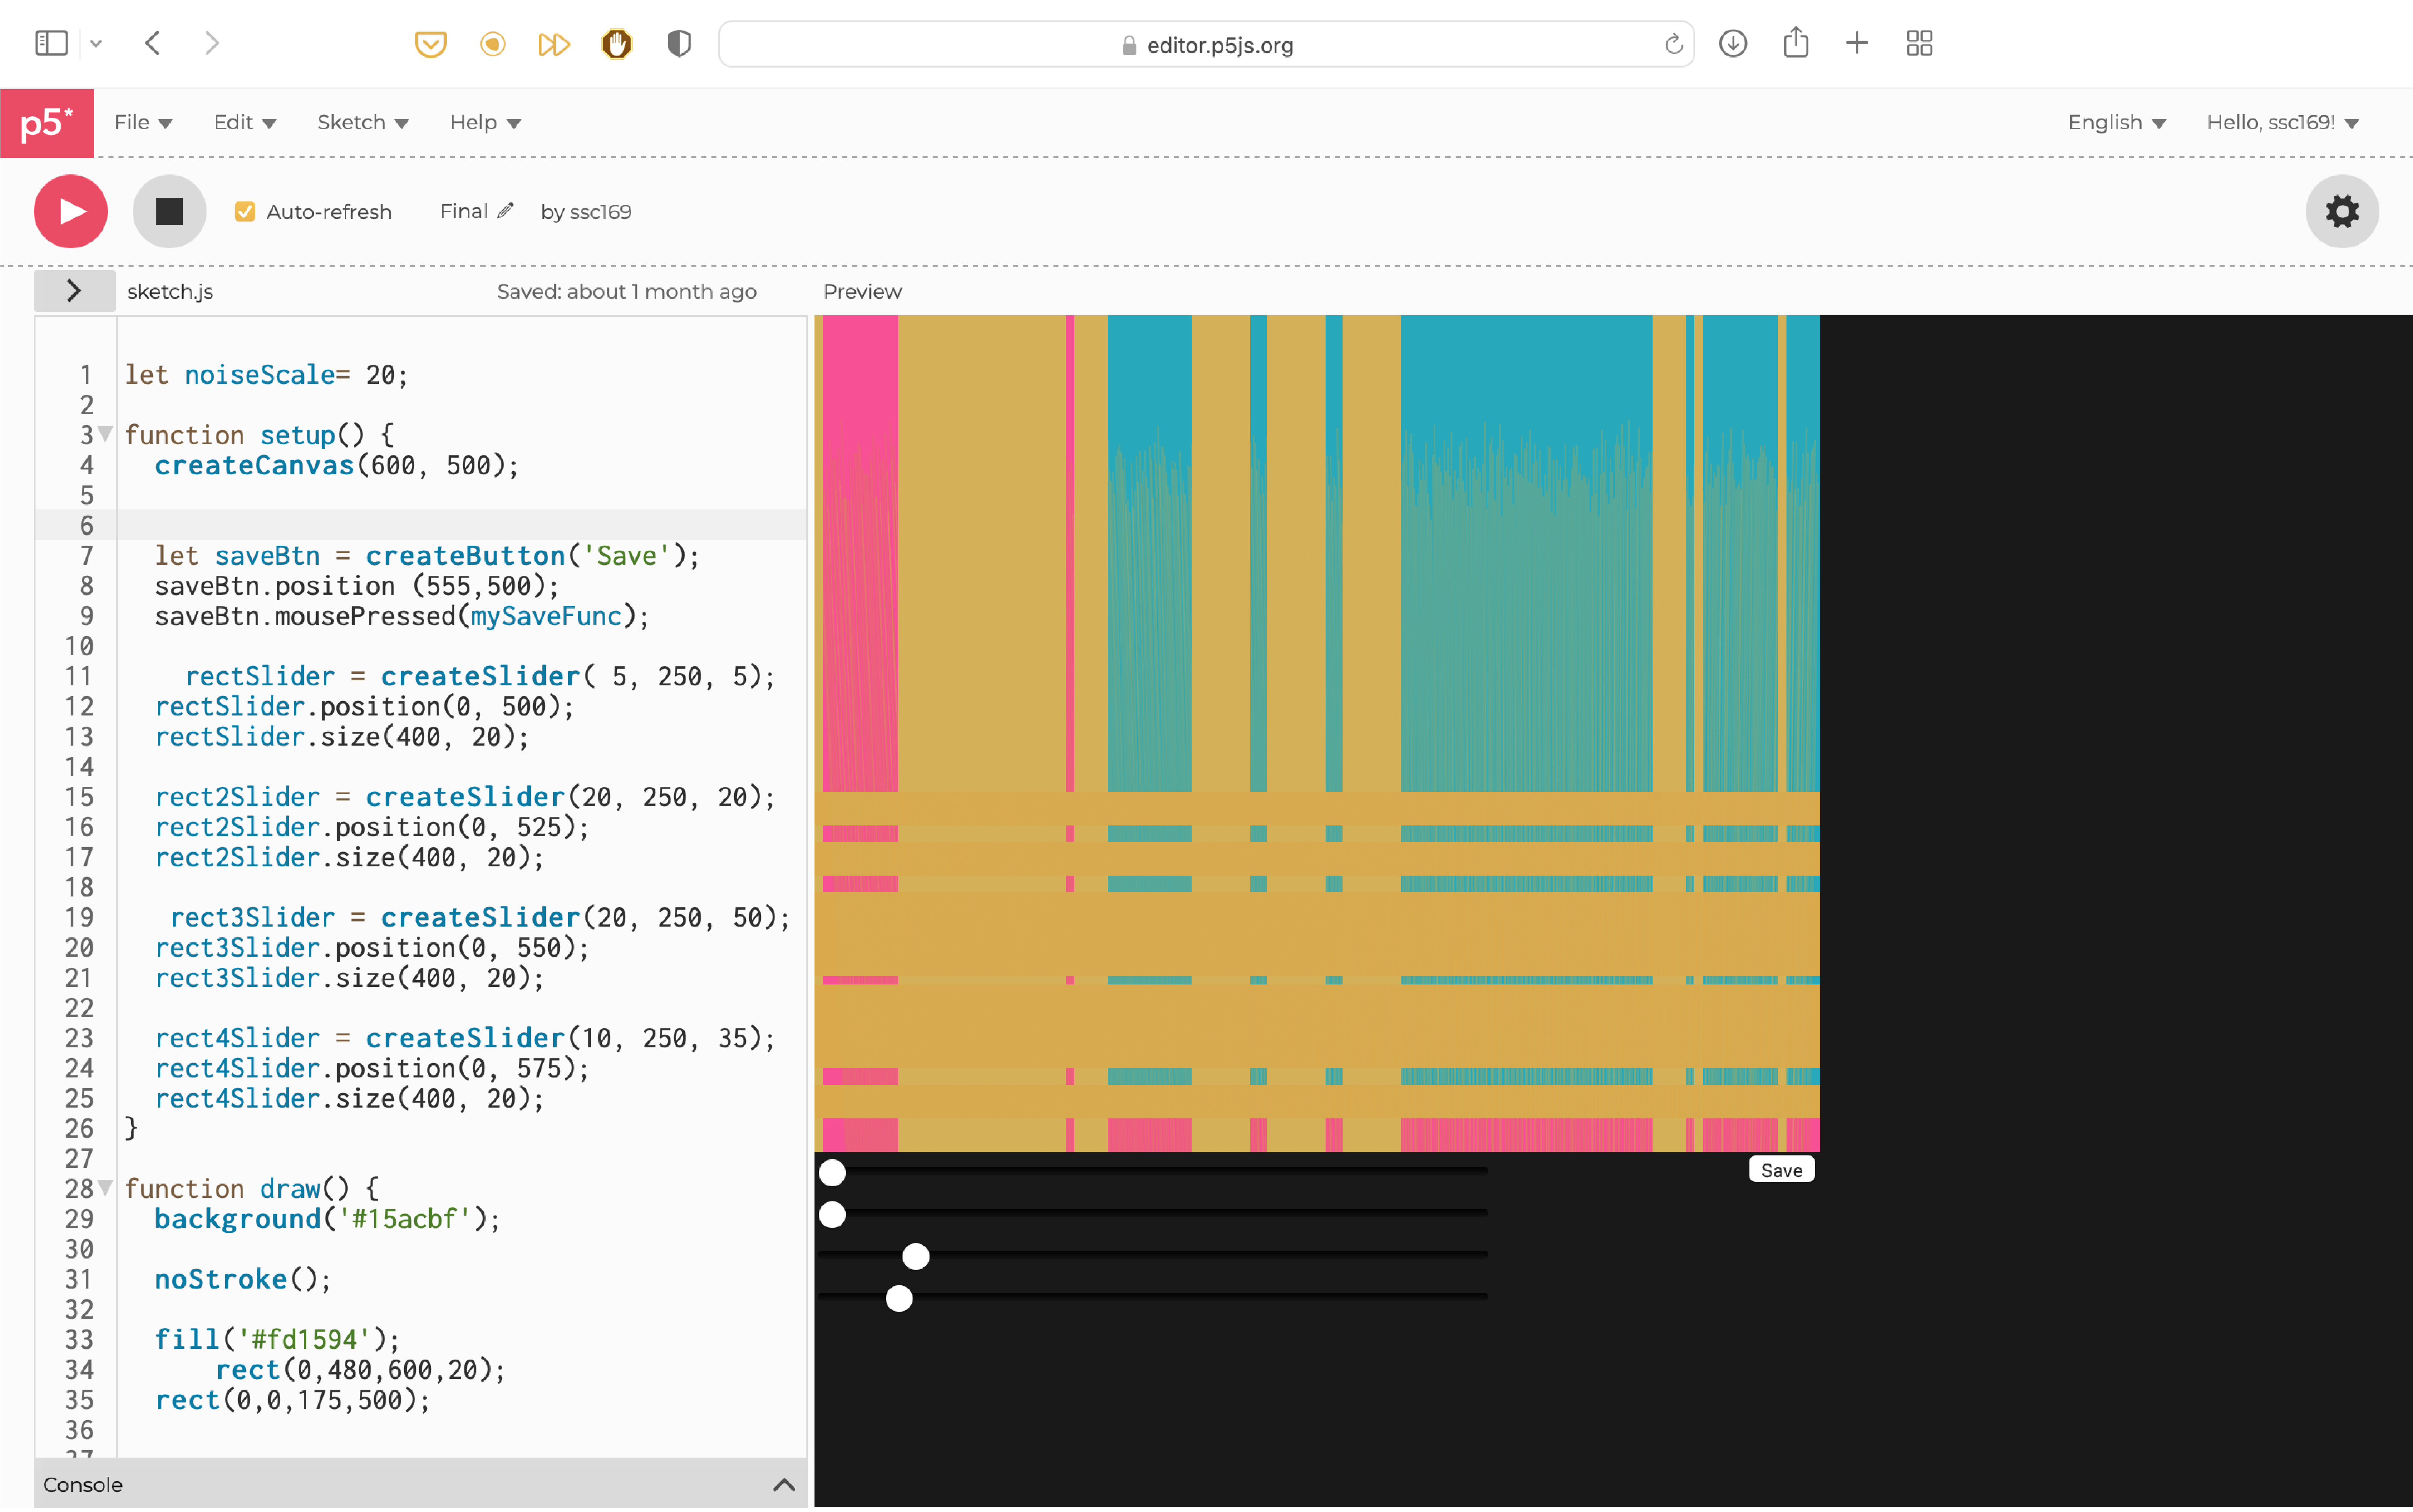 editor.p5js.org
p5* File Edit Sketch Help English Hello, ssc169!
Auto-refresh Final by ssc169
sketch.js Saved: about 1 month ago Preview
1 let noiseScale= 20;
2
3 function setup() {
4 createCanvas(600, 500);
5
6
7 let saveBtn = createButton('Save');
8 saveBtn.position (555,500);
9 saveBtn.mousePressed(mySaveFunc);
10
11 rectSlider = createSlider( 5, 250, 5);
12 rectSlider.position(0, 500);
13 rectSlider.size(400, 20);
14
15 rect2Slider = createSlider(20, 250, 20);
16 rect2Slider.position(0, 525);
17 rect2Slider.size(400, 20);
18
19 rect3Slider = createSlider(20, 250, 50);
20 rect3Slider.position(0, 550);
21 rect3Slider.size(400, 20);
22
23 rect4Slider = createSlider(10, 250, 35);
24 rect4Slider.position(0, 575);
25 rect4Slider.size(400, 20);
26 }
27
28 function draw() {
29 background('#15acbf');
30
31 noStroke();
32
33 fill('#fd1594');
34 rect(0,480,600,20);
35 rect(0,0,175,500);
36
37
Console
Save